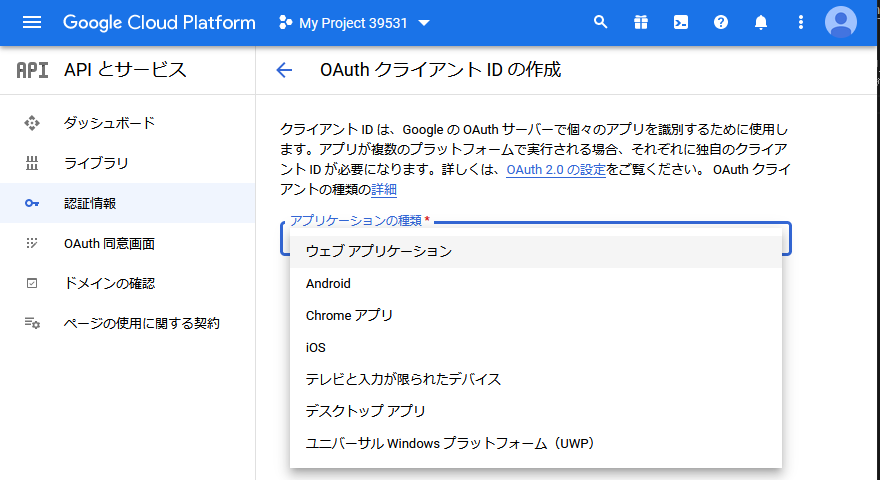 Google Cloud Platform
My Project 39531
API
API とサービス
OAuth クライアント ID の作成
ダッシュボード
ライブラリ
認証情報
OAuth 同意画面
ドメインの確認
ページの使用に関する契約
クライアント ID は、Google の OAuth サーバーで個々のアプリを識別するために使用しま
す。アプリが複数のプラットフォームで実行される場合、それぞれに独自のクライア
ント ID が必要になります。詳しくは、OAuth 2.0 の設定をご覧ください。 OAuth クライ
アントの種類の詳細
アプリケーションの種類 *
ウェブ アプリケーション
Android
Chrome アプリ
iOS
テレビと入力が限られたデバイス
デスクトップ アプリ
ユニバーサル Windows プラットフォーム（UWP）